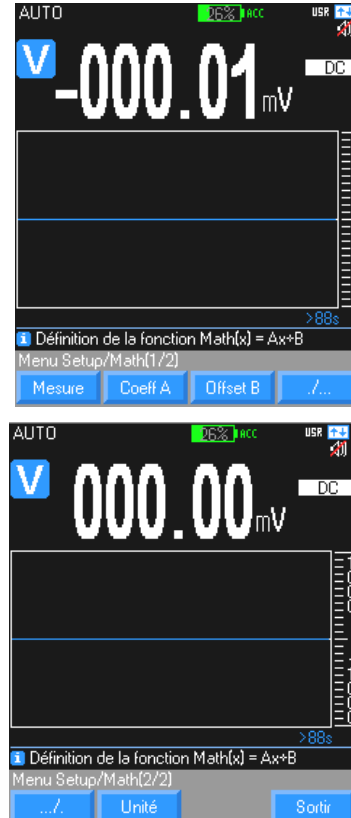 AUTO 26% ACC USR
V -000.01 mV DC
>88s
i Définition de la fonction Math(x) = Ax+B
Menu Setup/Math(1/2)
Mesure Coeff A Offset B ./...
AUTO 26% ACC USR
V 000.00 mV DC
>88s
i Définition de la fonction Math(x) = Ax+B
Menu Setup/Math(2/2)
.../. Unité Sortir